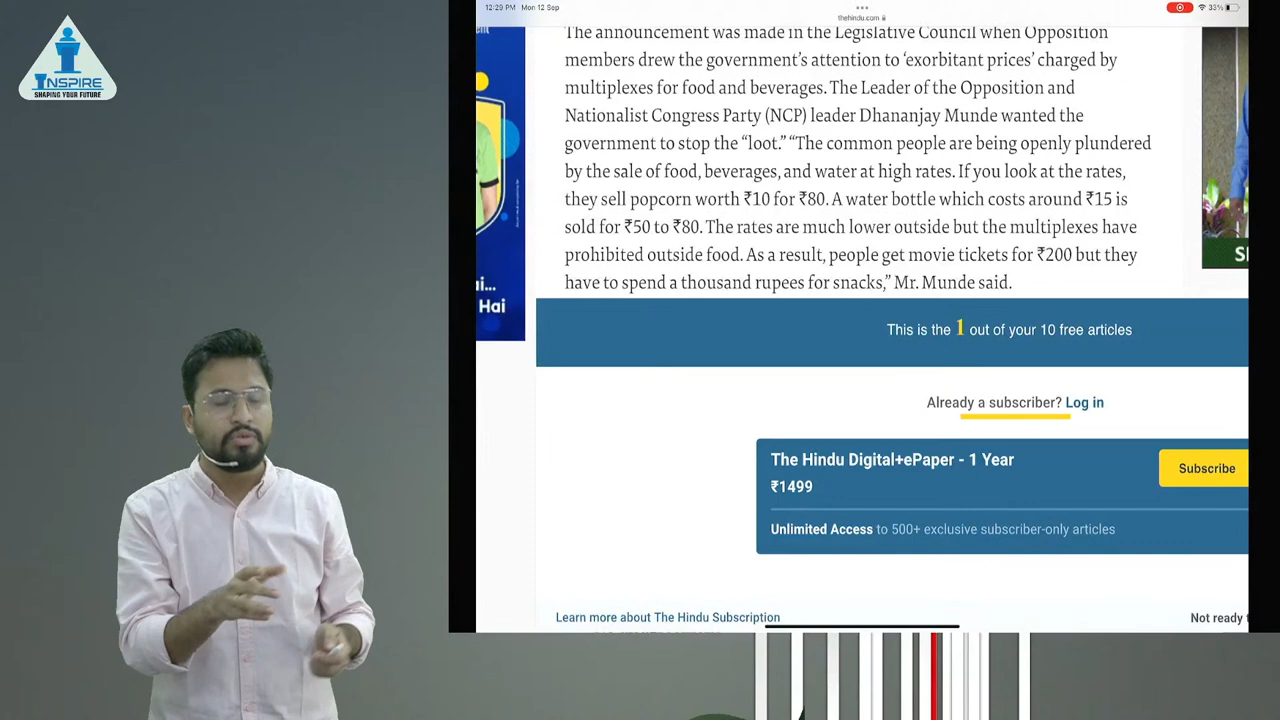 12:29 PM Mon 12 Sep
thehindu.com
33%
INSPIRE
SHAPING YOUR FUTURE
The announcement was made in the Legislative Council when Opposition
members drew the government's attention to 'exorbitant prices' charged by
multiplexes for food and beverages. The Leader of the Opposition and
Nationalist Congress Party (NCP) leader Dhananjay Munde wanted the
government to stop the “loot.” “The common people are being openly plundered
by the sale of food, beverages, and water at high rates. If you look at the rates,
they sell popcorn worth ₹10 for ₹80. A water bottle which costs around ₹15 is
sold for ₹50 to ₹80. The rates are much lower outside but the multiplexes have
prohibited outside food. As a result, people get movie tickets for ₹200 but they
have to spend a thousand rupees for snacks,” Mr. Munde said.
Hai
This is the 1 out of your 10 free articles
Already a subscriber? Log in
The Hindu Digital+ePaper - 1 Year
₹1499
Subscribe
Unlimited Access to 500+ exclusive subscriber-only articles
Learn more about The Hindu Subscription
Not ready